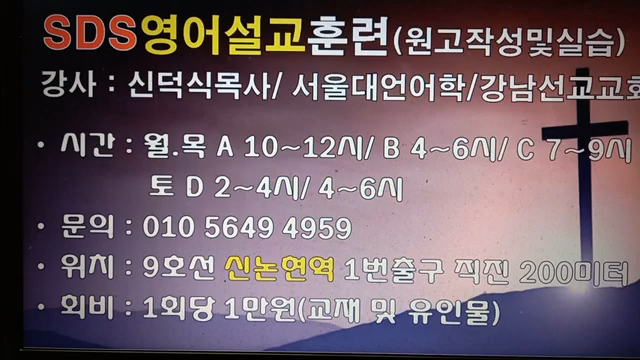 SDS영어설교훈련(원고작성및실습)
강사 : 신덕식목사/ 서울대언어학/강남선교교회
• 시간 : 월.목 A 10~12시/ B 4~6시/ C 7~9시
토 D 2~4시/ 4~6시
• 문의 : 010 5649 4959
• 위치 : 9호선 신논현역 1번출구 직진 200미터
• 회비 : 1회당 1만원(교재 및 유인물)